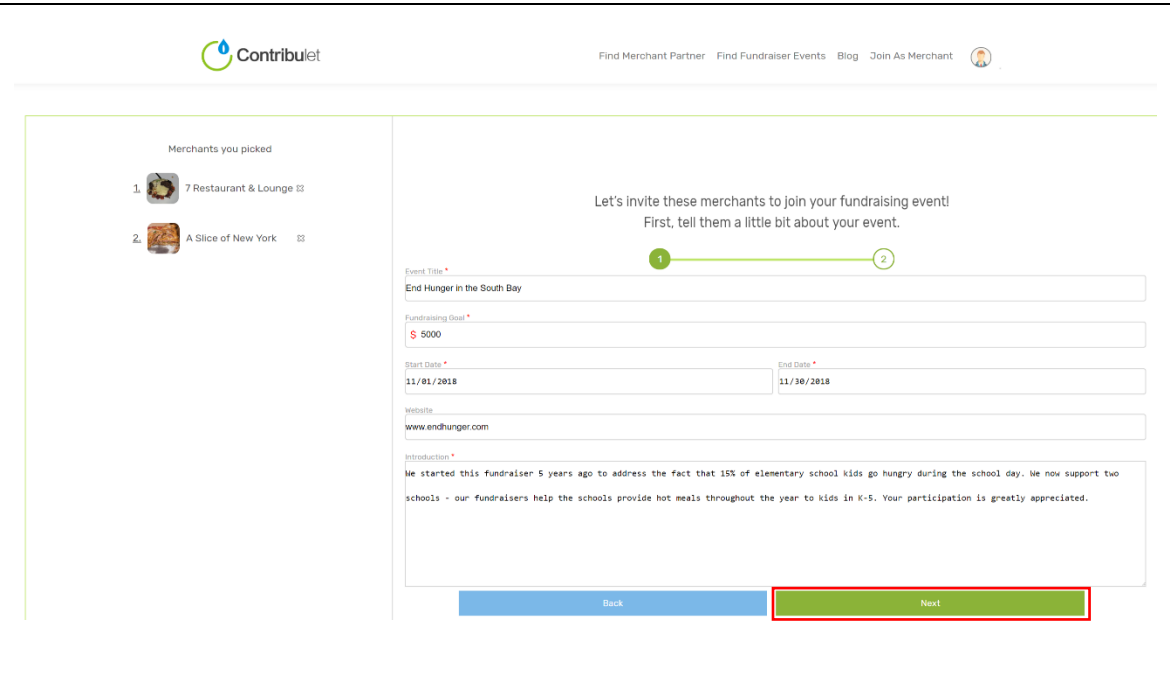 Contribulet
Find Merchant Partner Find Fundraiser Events Blog Join As Merchant
Merchants you picked
1. 7 Restaurant & Lounge
2. A Slice of New York
Let's invite these merchants to join your fundraising event!
First, tell them a little bit about your event.
1 2
Event Title *
End Hunger in the South Bay
Fundraising Goal *
$ 5000
Start Date * End Date *
11/01/2018 11/30/2018
Website
www.endhunger.com
Introduction *
We started this fundraiser 5 years ago to address the fact that 15% of elementary school kids go hungry during the school day. We now support two
schools - our fundraisers help the schools provide hot meals throughout the year to kids in K-5. Your participation is greatly appreciated.
Back Next